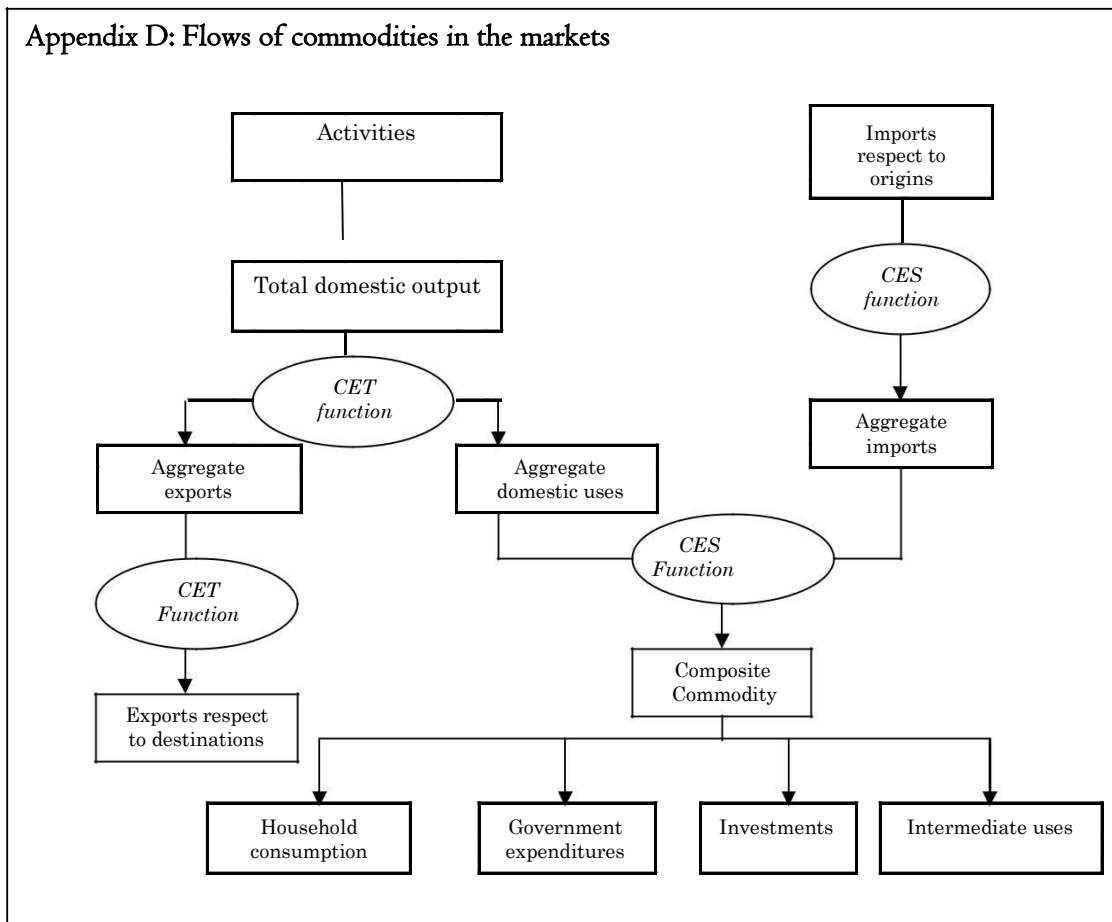 Appendix D: Flows of commodities in the markets
Activities
Imports
respect to
origins
Total domestic output
CES
function
CET
function
Aggregate
imports
Aggregate
exports
Aggregate
domestic uses
CES
Function
CET
Function
Composite
Commodity
Exports respect
to destinations
Household
consumption
Government
expenditures
Investments
Intermediate uses